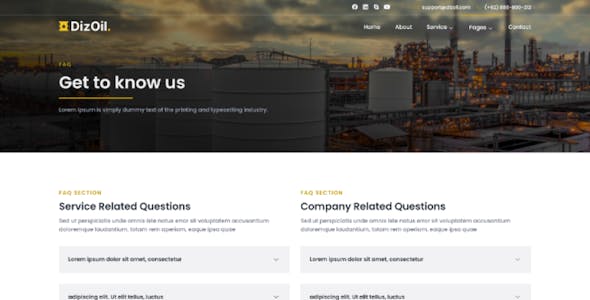 support@dizoil.com (+62) 888-900-212
DizOil.
Home About Service Pages Contact
FAQ
Get to know us
Lorem Ipsum is simply dummy text of the printing and typesetting industry.
FAQ SECTION
Service Related Questions
Sed ut perspiciatis unde omnis iste natus error sit voluptatem accusantium
doloremque laudantium, totam rem aperiam, eaque ipsa quae
Lorem ipsum dolor sit amet, consectetur
adipiscing elit. Ut elit tellus, luctus
FAQ SECTION
Company Related Questions
Sed ut perspiciatis unde omnis iste natus error sit voluptatem accusantium
doloremque laudantium, totam rem aperiam, eaque ipsa quae
Lorem ipsum dolor sit amet, consectetur
adipiscing elit. Ut elit tellus, luctus